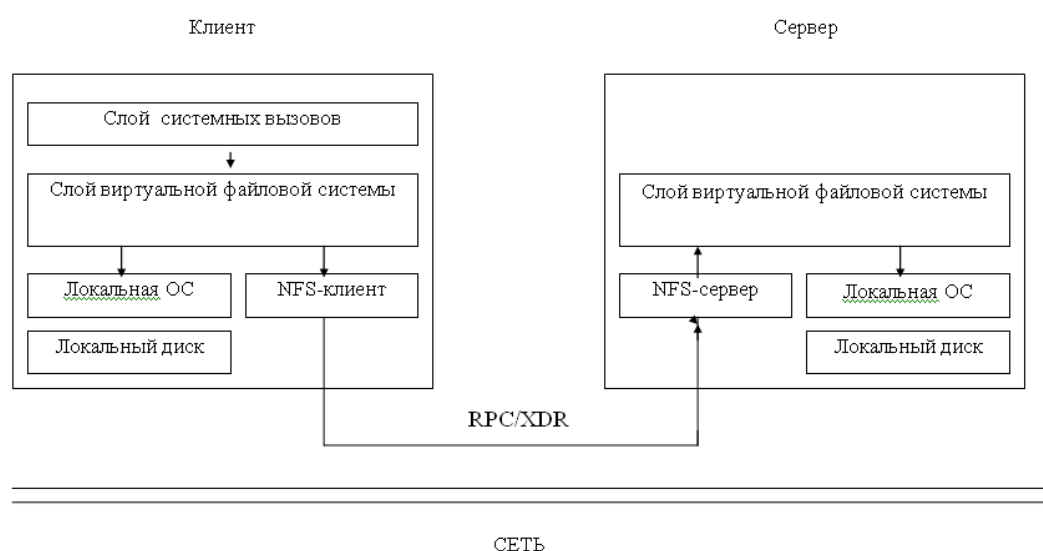 Клиент
Сервер
Слой системных вызовов
Слой виртуальной файловой системы
Слой виртуальной файловой системы
Локальная ОС
NFS-клиент
NFS-сервер
Локальная ОС
Локальный диск
Локальный диск
RPC/XDR
СЕТЬ